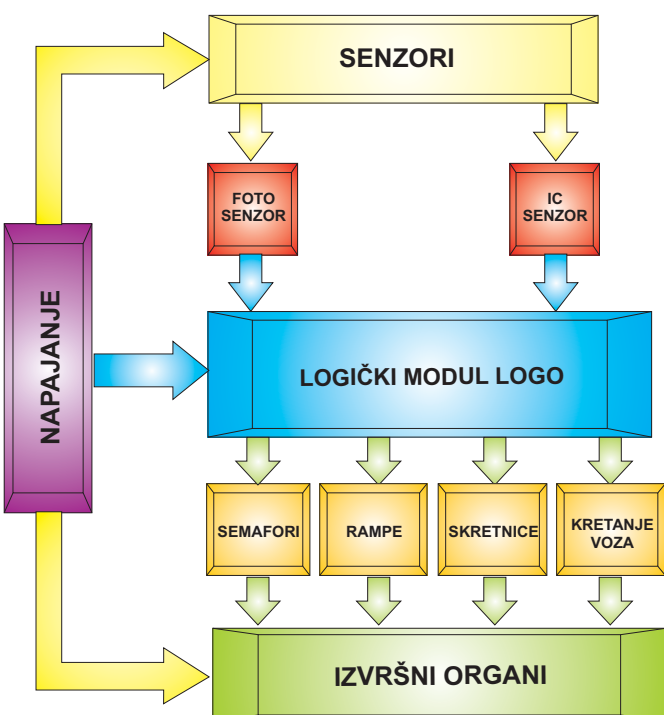 SENZORI
FOTO
SENZOR
IC
SENZOR
NAPAJANJE
LOGIČKI MODUL LOGO
SEMAFORI
RAMPE
SKRETNICE
KRETANJE
VOZA
IZVRŠNI ORGANI